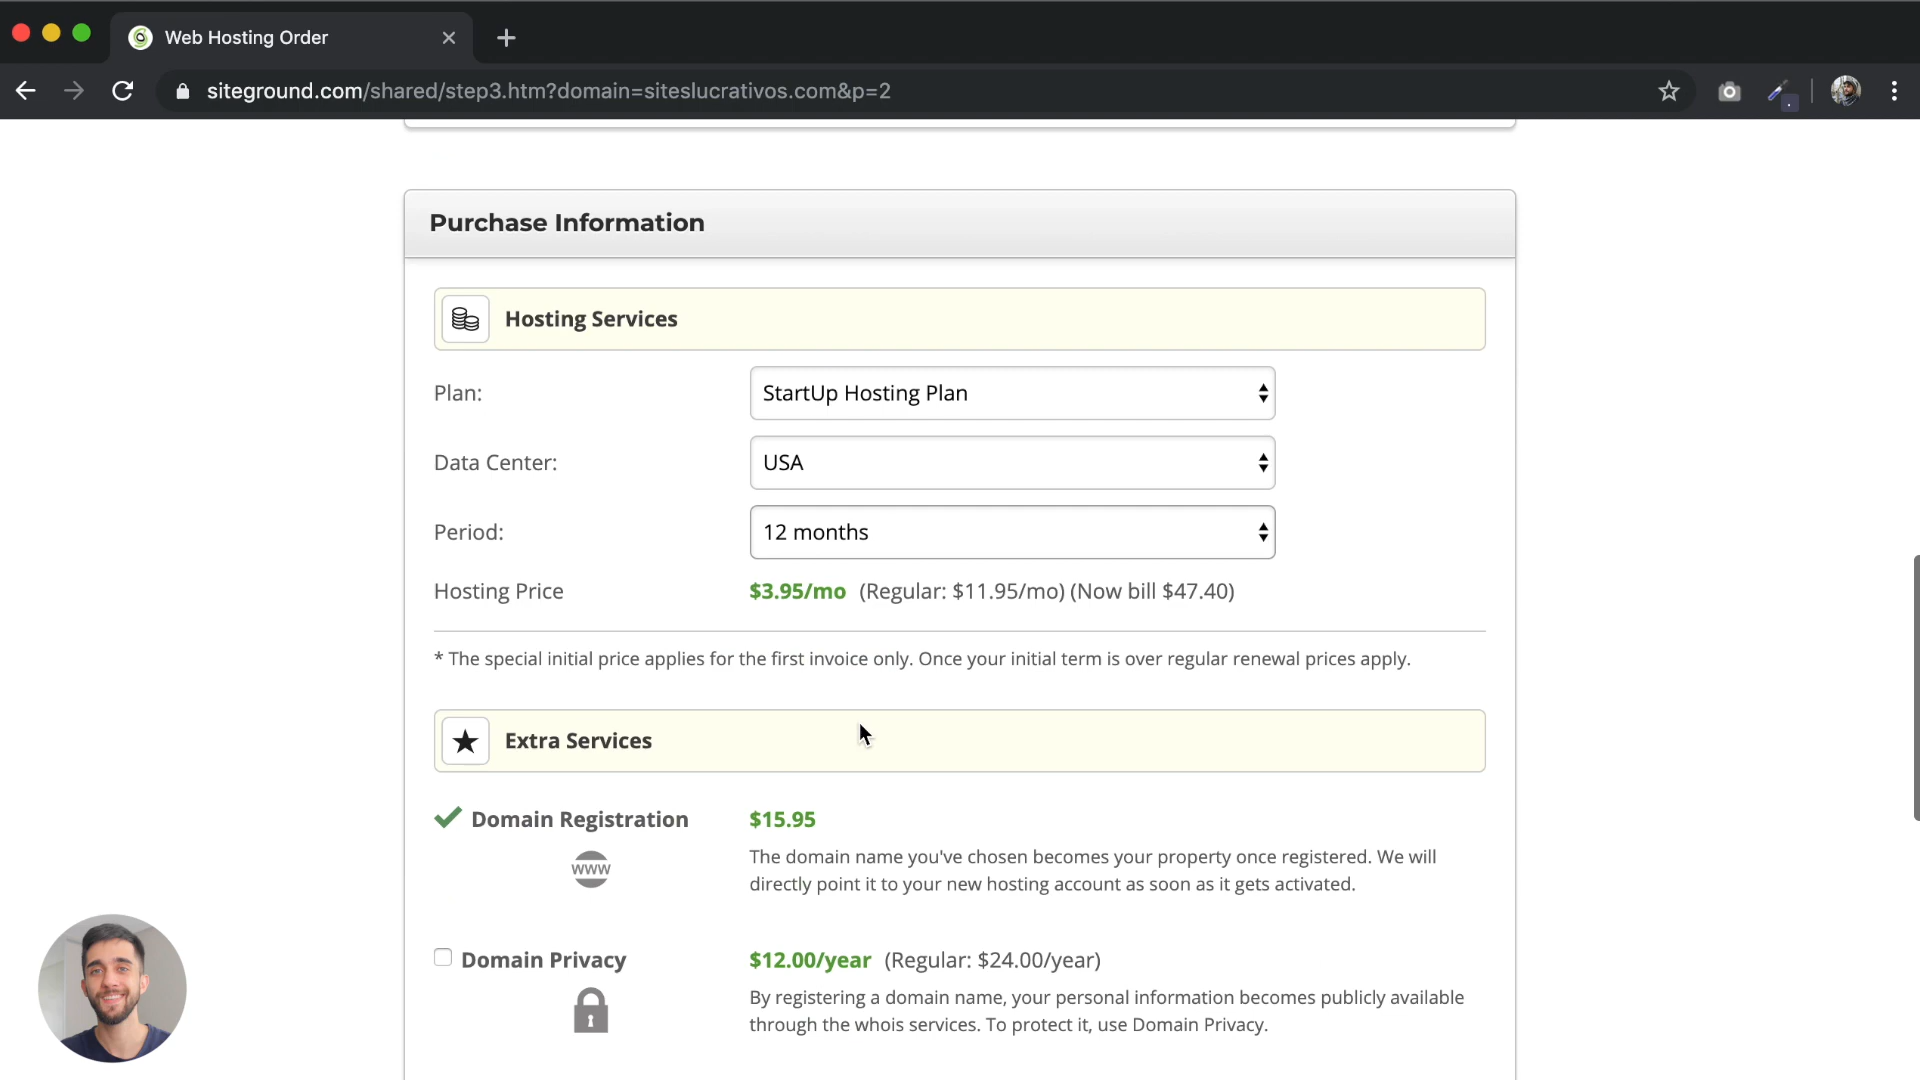 Web Hosting Order
siteground.com/shared/step3.htm?domain=siteslucrativos.com&p=2
Purchase Information
Hosting Services
Plan: StartUp Hosting Plan
Data Center: USA
Period: 12 months
Hosting Price $3.95/mo (Regular: $11.95/mo) (Now bill $47.40)
* The special initial price applies for the first invoice only. Once your initial term is over regular renewal prices apply.
Extra Services
Domain Registration $15.95
www
The domain name you've chosen becomes your property once registered. We will
directly point it to your new hosting account as soon as it gets activated.
Domain Privacy $12.00/year (Regular: $24.00/year)
By registering a domain name, your personal information becomes publicly available
through the whois services. To protect it, use Domain Privacy.